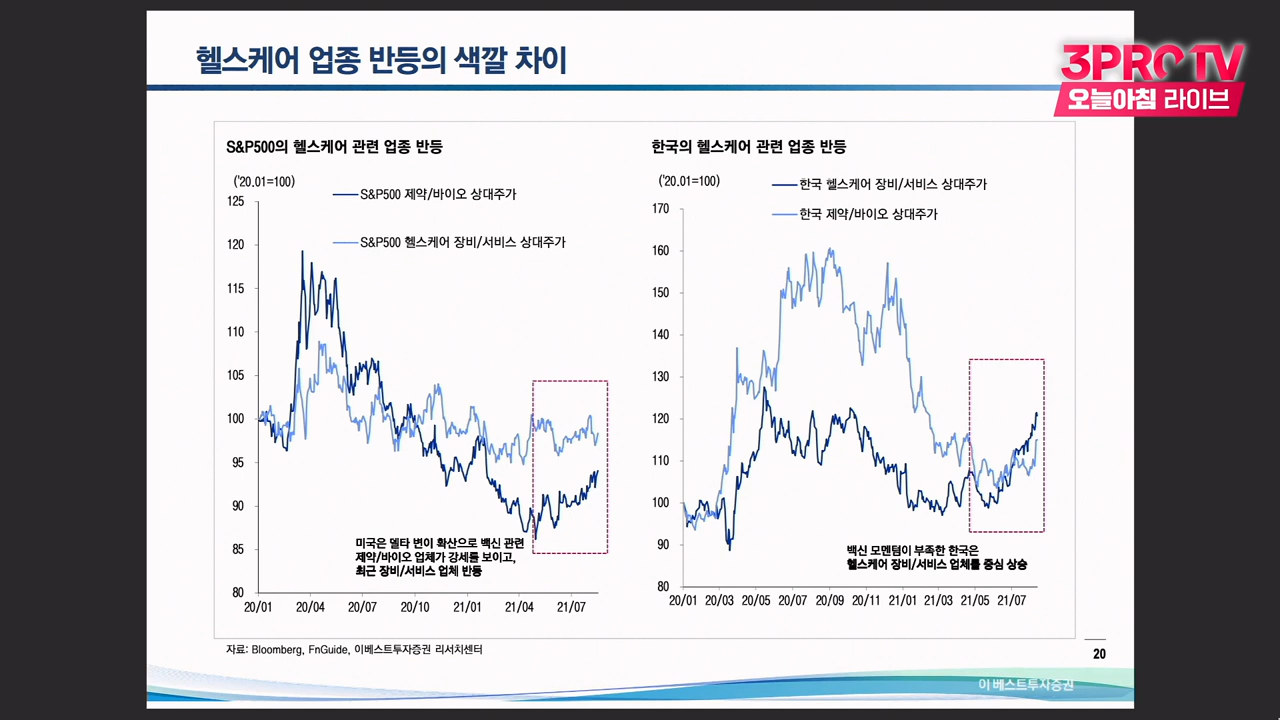 헬스케어 업종 반등의 색깔 차이
3PROTV
오늘아침 라이브
S&P500의 헬스케어 관련 업종 반등
('20.01=100)
S&P500 제약/바이오 상대주가
S&P500 헬스케어 장비/서비스 상대주가
125
120
115
110
105
100
95
90
85
80
20/01 20/04 20/07 20/10 21/01 21/04 21/07
미국은 델타 변이 확산으로 백신 관련
제약/바이오 업체가 강세를 보이고,
최근 장비/서비스 업체 반등
한국의 헬스케어 관련 업종 반등
('20.01=100)
한국 헬스케어 장비/서비스 상대주가
한국 제약/바이오 상대주가
170
160
150
140
130
120
110
100
90
80
20/01 20/03 20/05 20/07 20/09 20/11 21/01 21/03 21/05 21/07
백신 모멘텀이 부족한 한국은
헬스케어 장비/서비스 업체를 중심 상승
자료: Bloomberg, FnGuide, 이베스트투자증권 리서치센터
20
이베스트투자증권